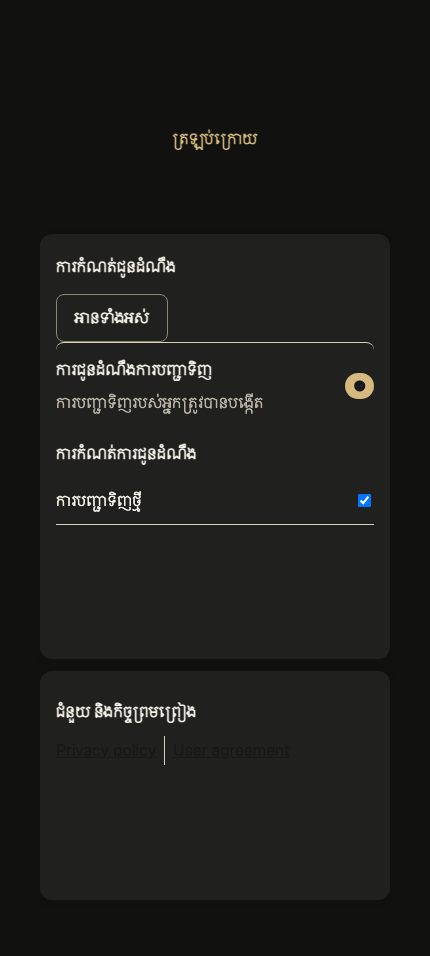 ត្រឡប់ក្រោយ
ការកំណត់ជូនដំណឹង
អានទាំងអស់
ការជូនដំណឹងការបញ្ជាទិញ
ការបញ្ជាទិញរបស់អ្នកត្រូវបានបង្កើត
ការកំណត់ការជូនដំណឹង
ការបញ្ជាទិញថ្មី
ជំនួយ និងកិច្ចព្រមព្រៀង
Privacy policy User agreement